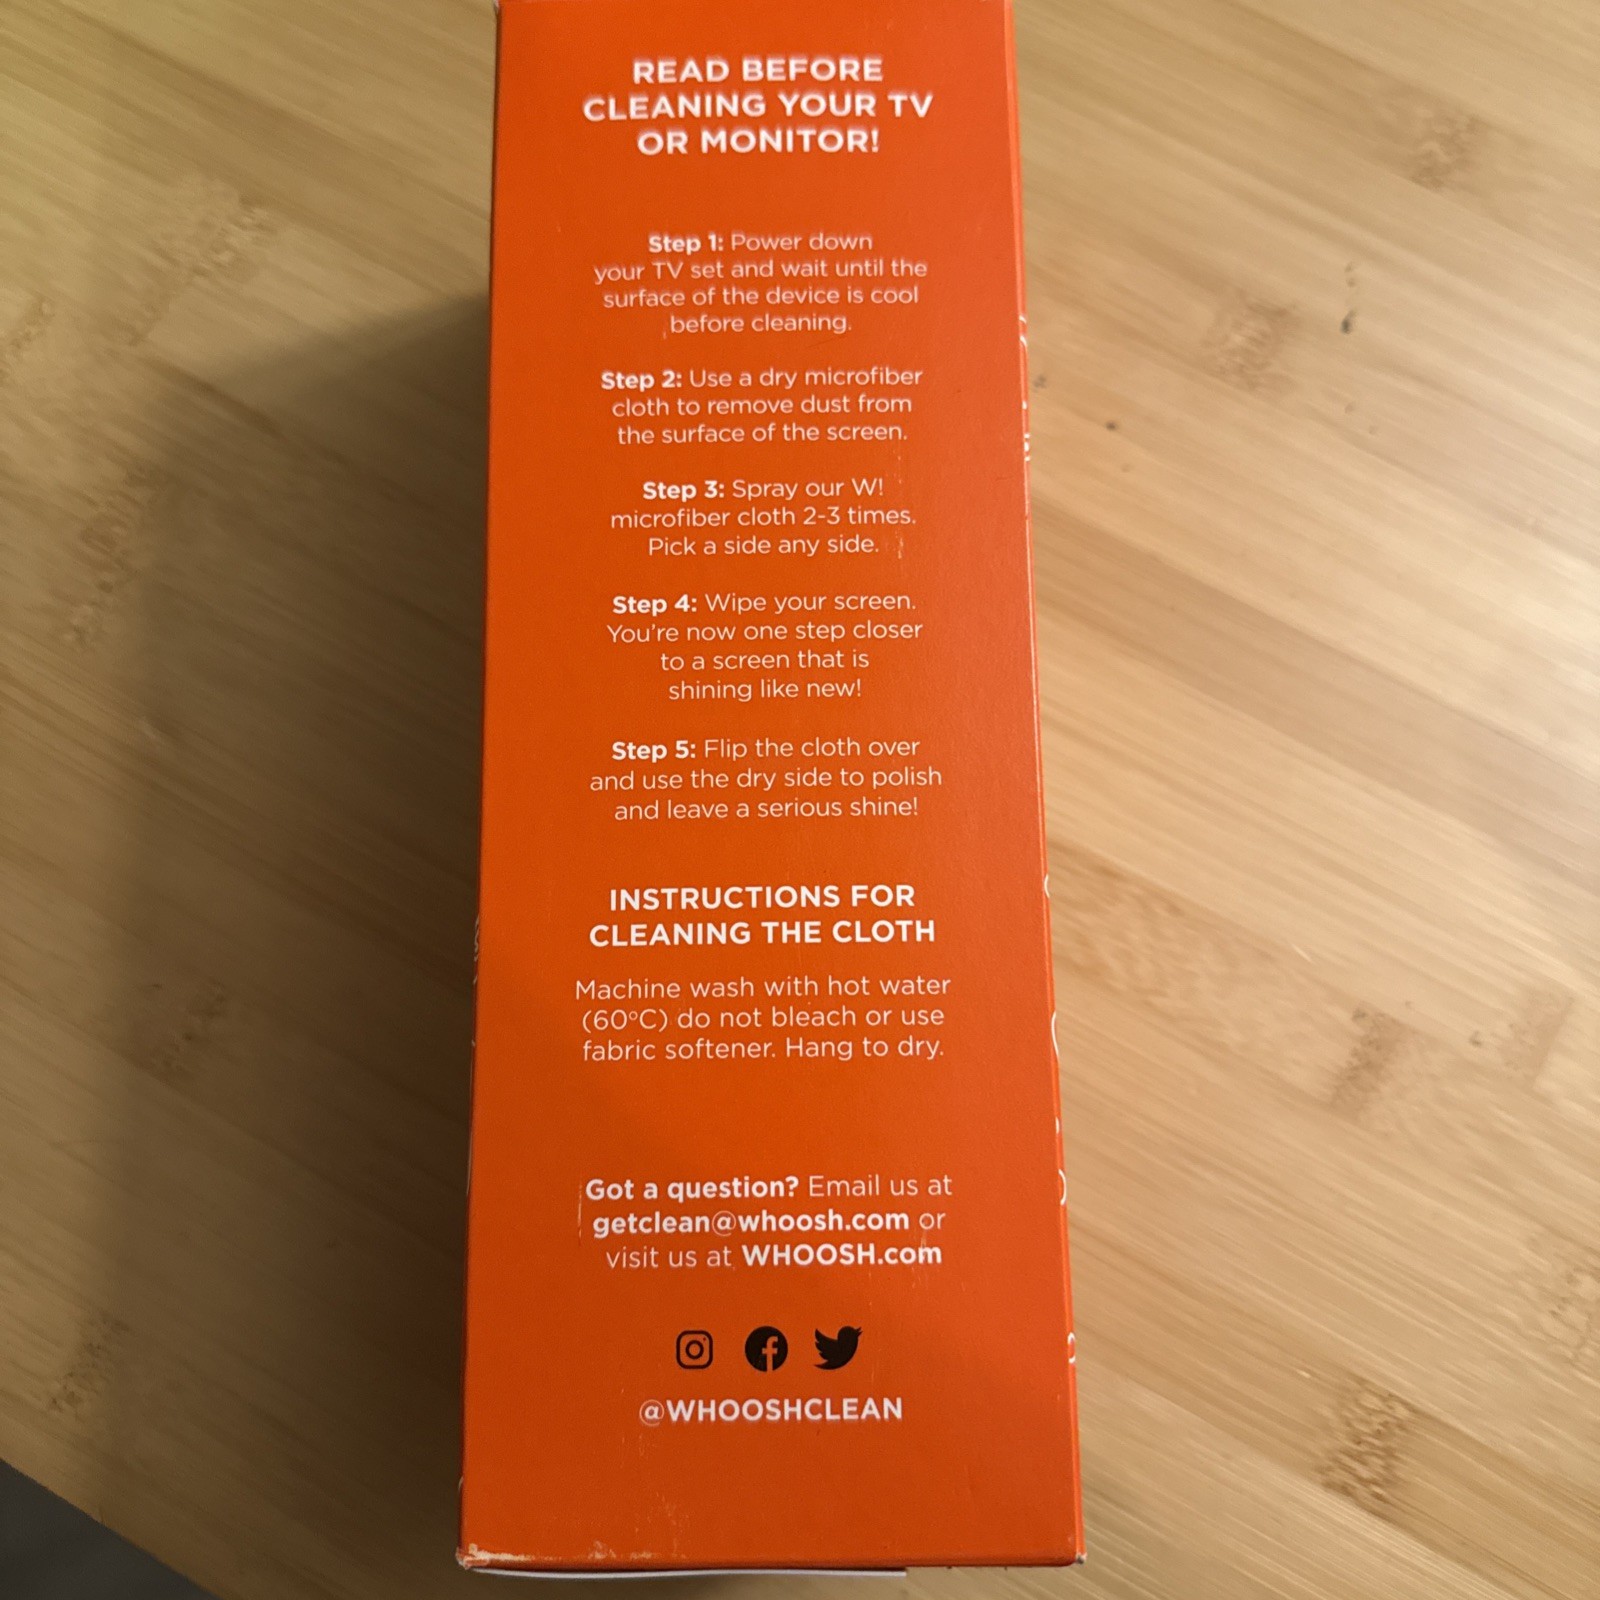 READ BEFORE
CLEANING YOUR TV
OR MONITOR!
Step 1: Power down
your TV set and wait until the
surface of the device is cool
before cleaning.
Step 2: Use a dry microfiber
cloth to remove dust from
the surface of the screen.
Step 3: Spray our W!
microfiber cloth 2-3 times.
Pick a side any side.
Step 4: Wipe your screen.
You're now one step closer
to a screen that is
shining like new!
Step 5: Flip the cloth over
and use the dry side to polish
and leave a serious shine!
INSTRUCTIONS FOR
CLEANING THE CLOTH
Machine wash with hot water
(60°C) do not bleach or use
fabric softener. Hang to dry.
Got a question? Email us at
getclean@whoosh.com or
visit us at WHOOSH.com
@WHOOSHCLEAN